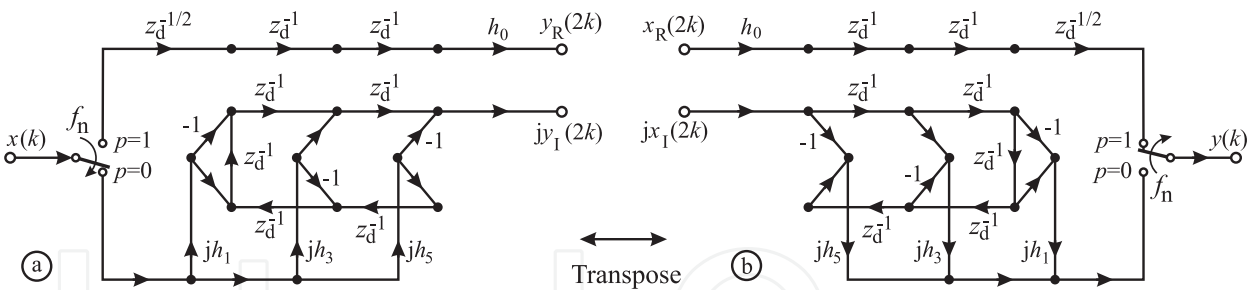 z_d^{-1/2} z_d^{-1} z_d^{-1} h_0 y_R(2k) x_R(2k) h_0 z_d^{-1} z_d^{-1} z_d^{-1/2}
z_d^{-1} z_d^{-1} jy_I(2k) jx_I(2k) z_d^{-1} z_d^{-1}
x(k) f_n p=1 p=0 -1 z_d^{-1} -1 -1 -1 -1 z_d^{-1} -1 p=1 p=0 f_n y(k)
z_d^{-1} z_d^{-1} z_d^{-1} z_d^{-1}
a jh_1 jh_3 jh_5 b jh_5 jh_3 jh_1
Transpose